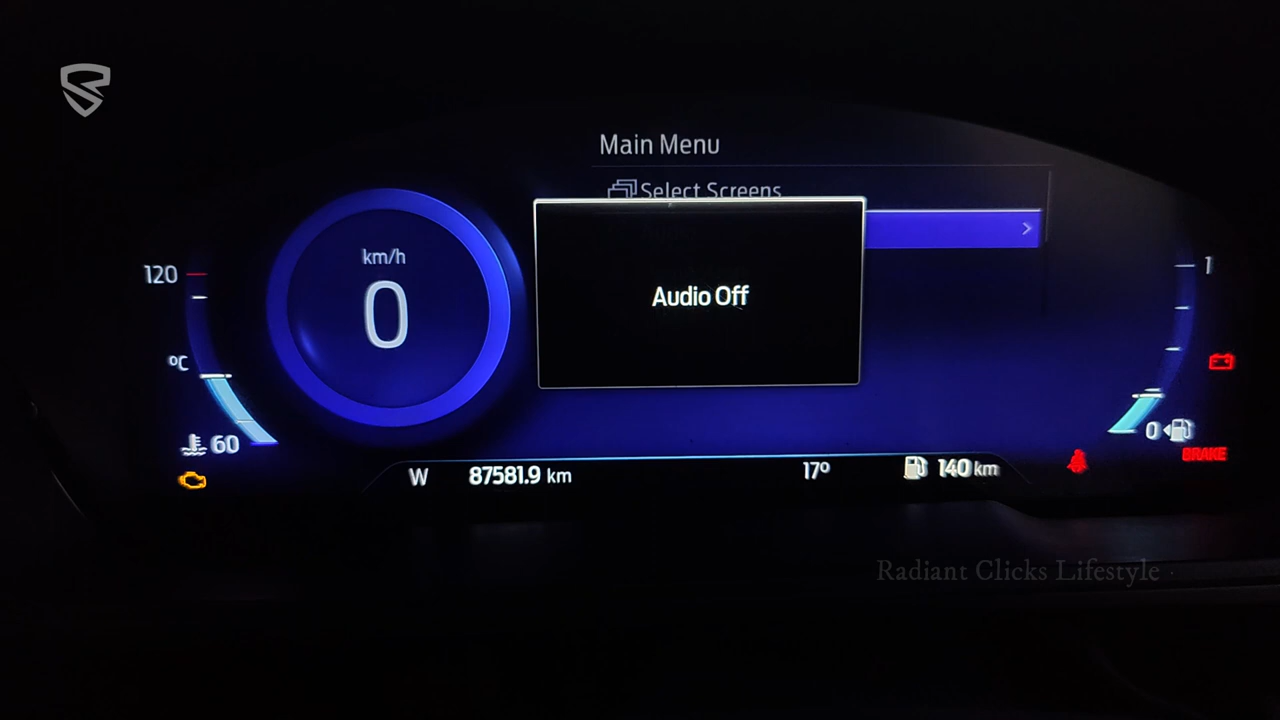 Main Menu
Select Screens
km/h
0
Audio Off
120
°C
60
1
0
BRAKE
W
87581.9 km
17°
140 km
Radiant Clicks Lifestyle